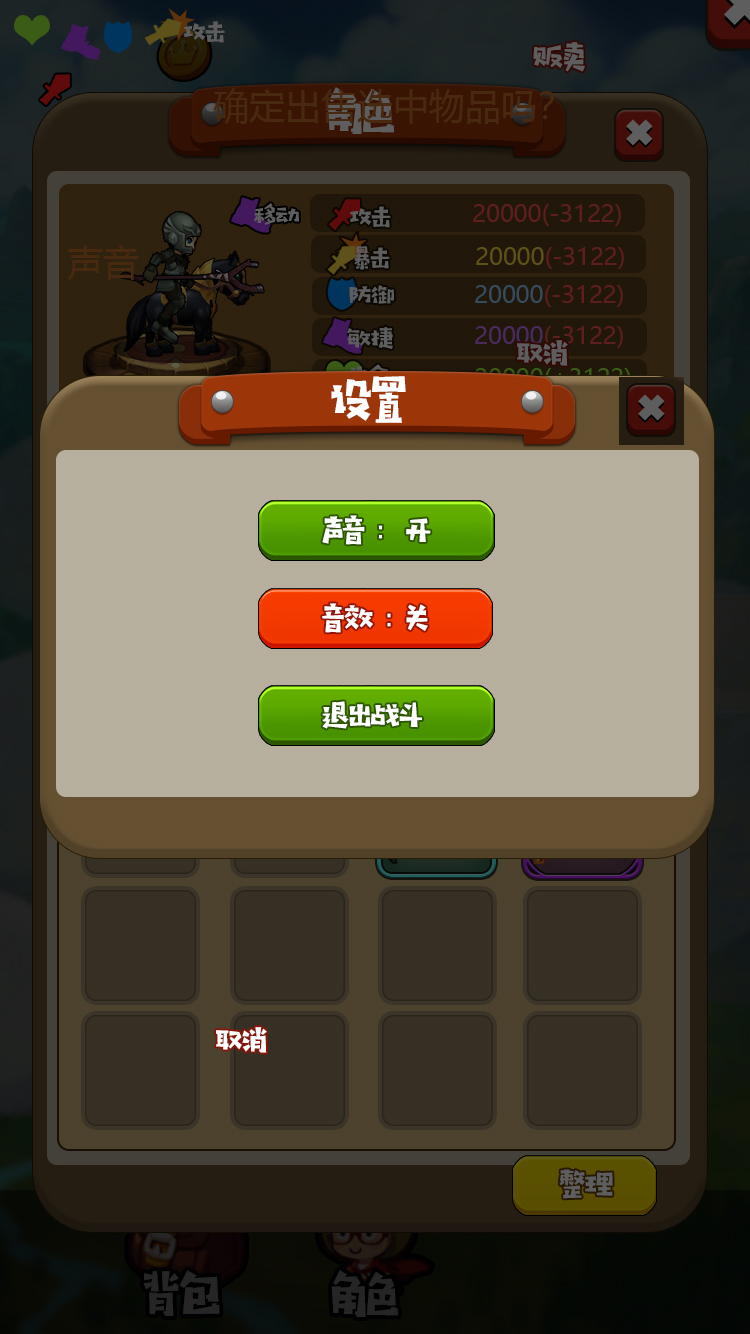 攻击
贩卖
确定出售选中物品吗?
角色
移动
攻击 20000(-3122)
声音
暴击 20000(-3122)
防御 20000(-3122)
敏捷 20000(-3122)
取消
设置
声音： 开
音效：关
退出战斗
取消
整理
背包 角色